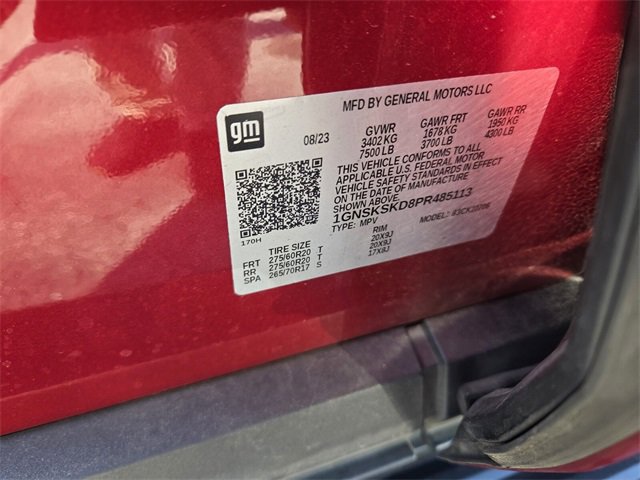 MFD BY GENERAL MOTORS LLC
gm
08/23
GVWR
3402 KG
7500 LB
GAWR FRT
1678 KG
3700 LB
GAWR RR
1950 KG
4300 LB
THIS VEHICLE CONFORMS TO ALL
APPLICABLE U.S. FEDERAL MOTOR
VEHICLE SAFETY STANDARDS IN EFFECT
ON THE DATE OF MANUFACTURE
SHOWN ABOVE.
1GNSKSKD8PR485113
TYPE: MPV MODEL:
170H
TIRE SIZE RIM
FRT 275/60R20 T 20X9J
RR 275/60R20 T 20X9J
SPA 265/70R17 S 17X8J